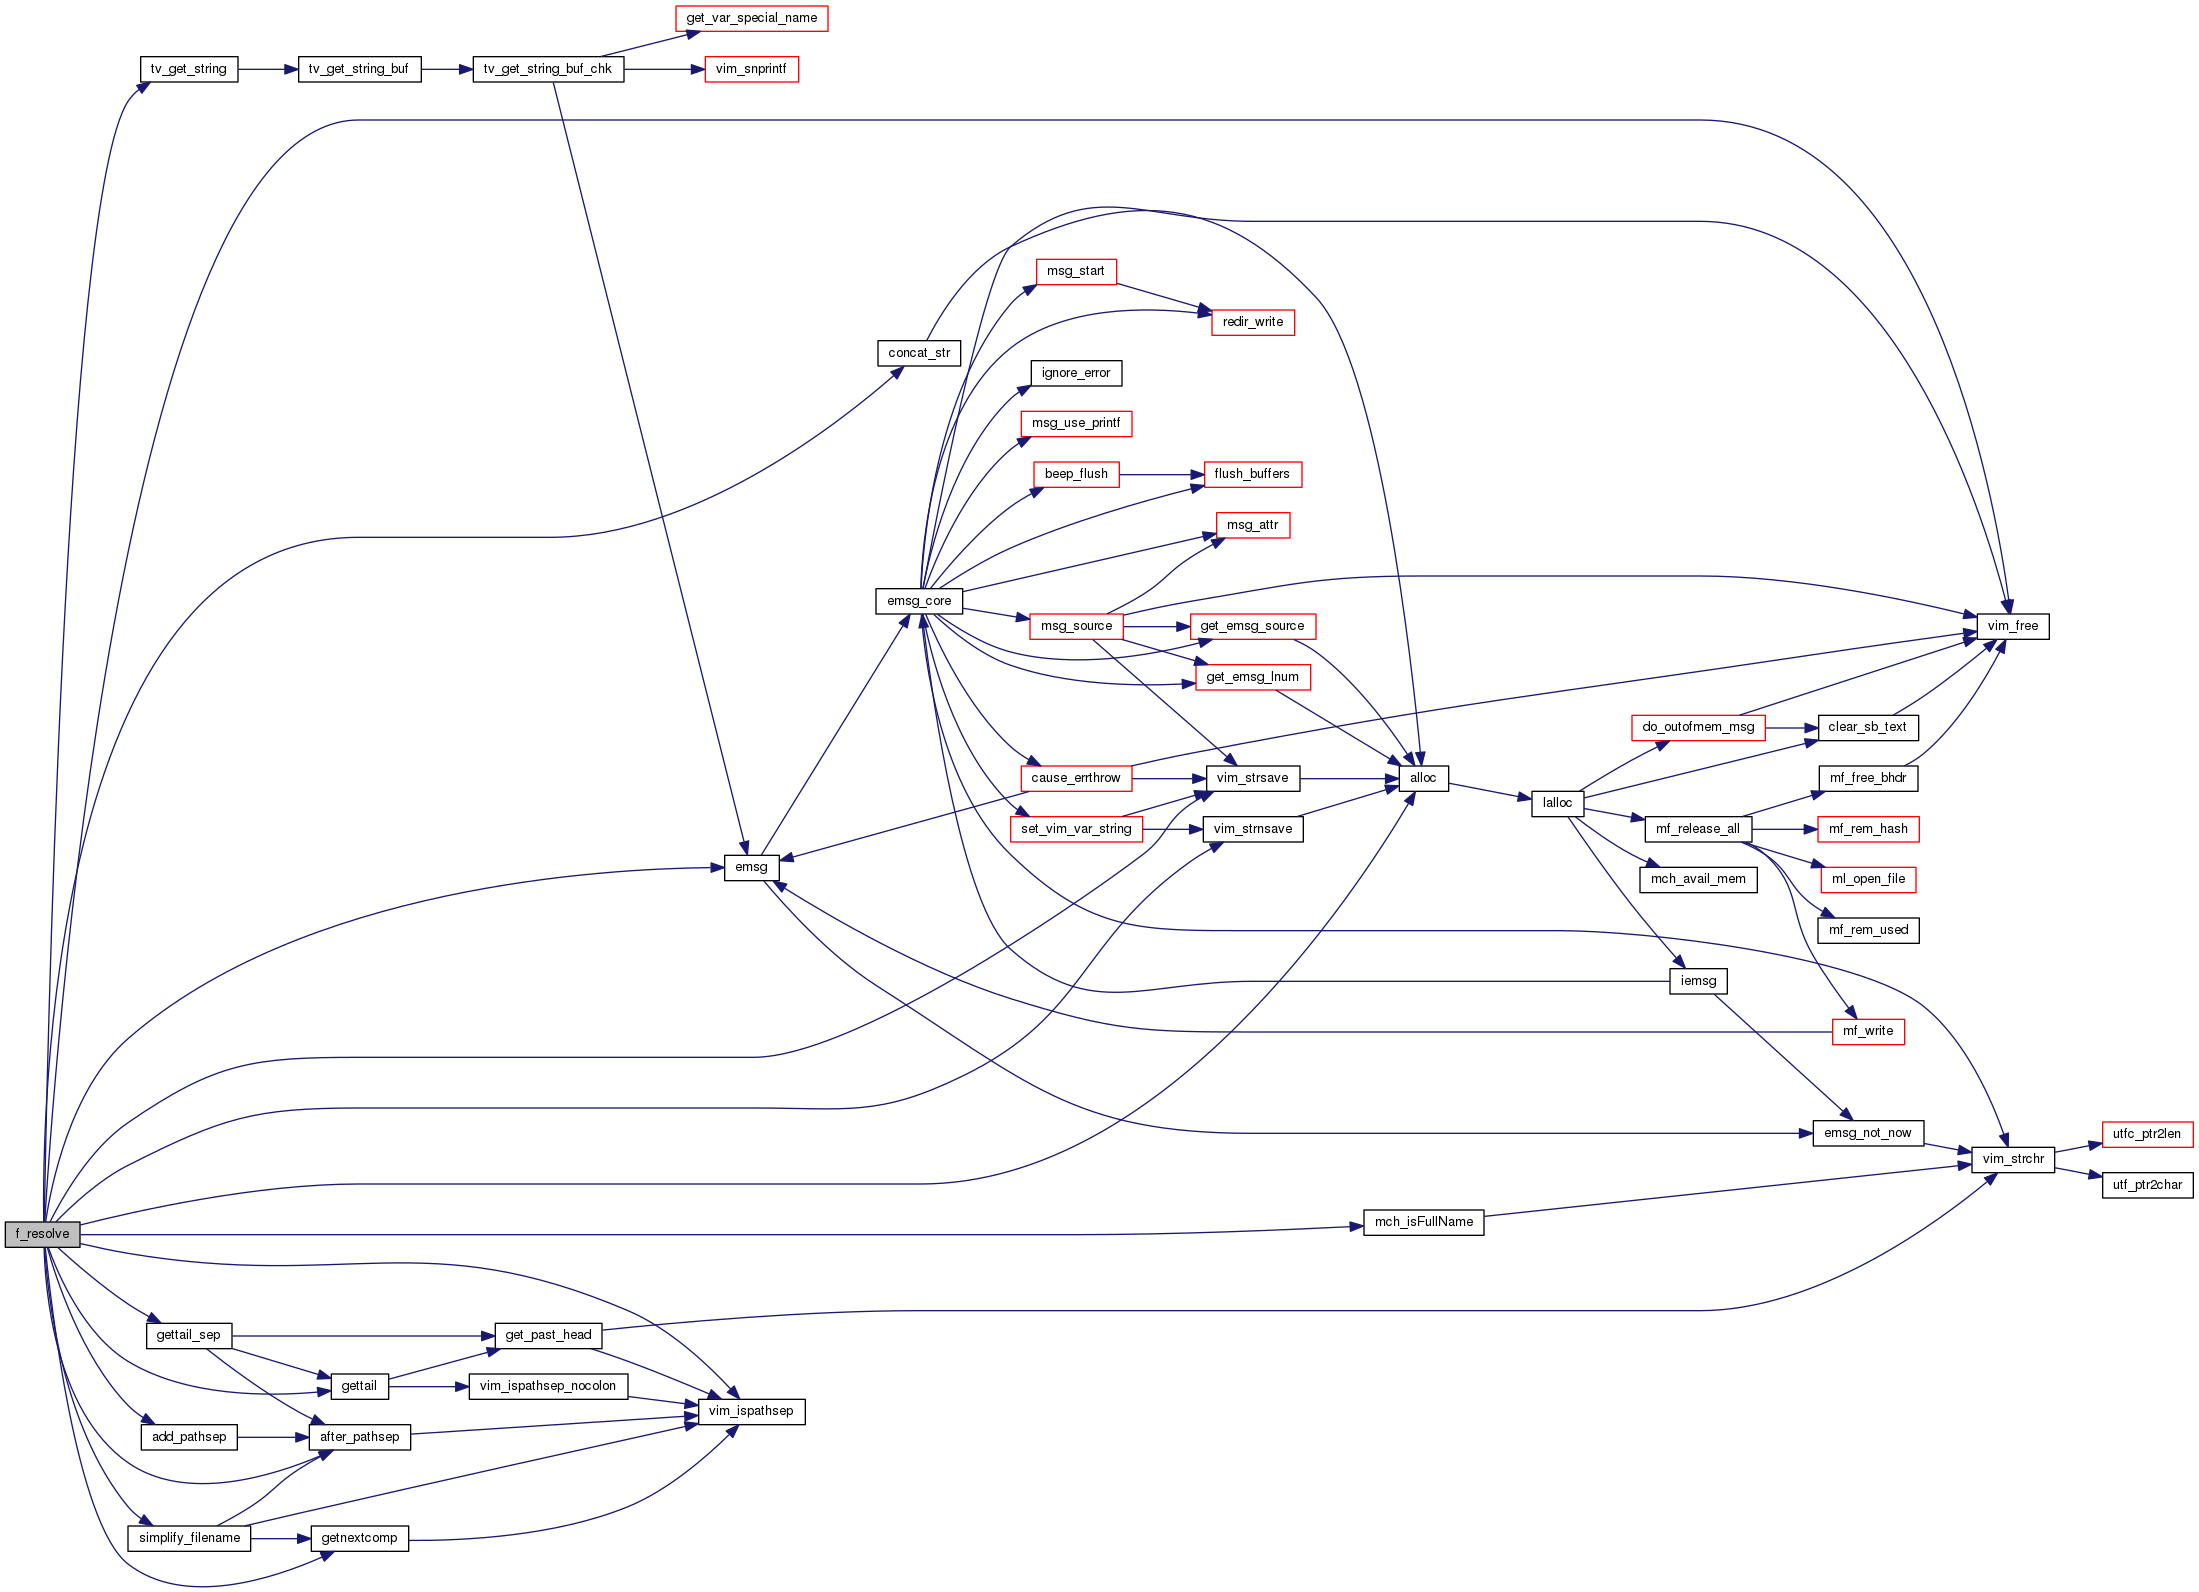 get_var_special_name
tv_get_string
tv_get_string_buf
tv_get_string_buf_chk
vim_snprintf
msg_start
redir_write
concat_str
ignore_error
msg_use_printf
beep_flush
flush_buffers
msg_attr
emsg_core
msg_source
get_emsg_source
vim_free
get_emsg_lnum
do_outofmem_msg
clear_sb_text
cause_errthrow
vim_strsave
alloc
mf_free_bhdr
lalloc
set_vim_var_string
vim_strnsave
mf_release_all
mf_rem_hash
emsg
mch_avail_mem
ml_open_file
mf_rem_used
iemsg
mf_write
emsg_not_now
utfc_ptr2len
vim_strchr
utf_ptr2char
mch_isFullName
f_resolve
gettail_sep
get_past_head
gettail
vim_ispathsep_nocolon
vim_ispathsep
add_pathsep
after_pathsep
simplify_filename
getnextcomp